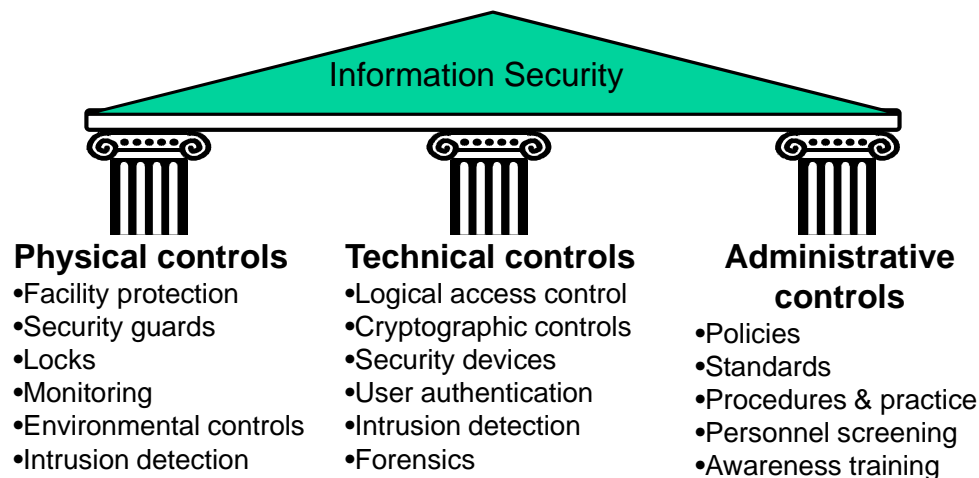 Information Security
Physical controls
•Facility protection
•Security guards
•Locks
•Monitoring
•Environmental controls
•Intrusion detection
Technical controls
•Logical access control
•Cryptographic controls
•Security devices
•User authentication
•Intrusion detection
•Forensics
Administrative
controls
•Policies
•Standards
•Procedures & practice
•Personnel screening
•Awareness training